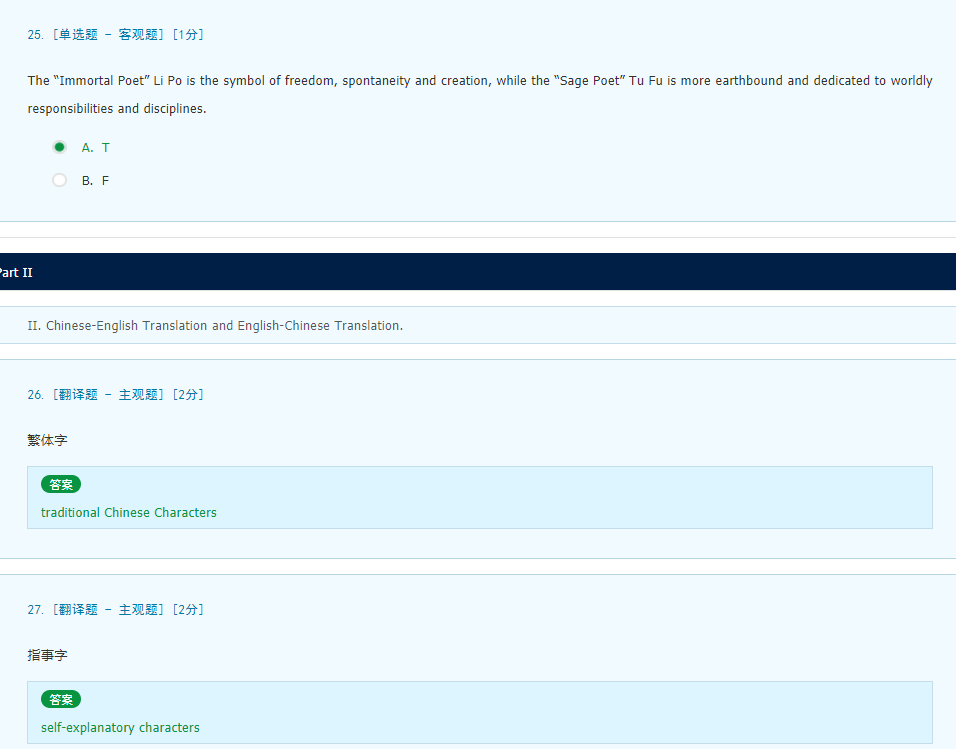 25. [单选题 - 客观题] [1分]
The “Immortal Poet” Li Po is the symbol of freedom, spontaneity and creation, while the “Sage Poet” Tu Fu is more earthbound and dedicated to worldly
responsibilities and disciplines.
A. T
B. F
Part II
II. Chinese-English Translation and English-Chinese Translation.
26. [翻译题 - 主观题] [2分]
繁体字
答案
traditional Chinese Characters
27. [翻译题 - 主观题] [2分]
指事字
答案
self-explanatory characters